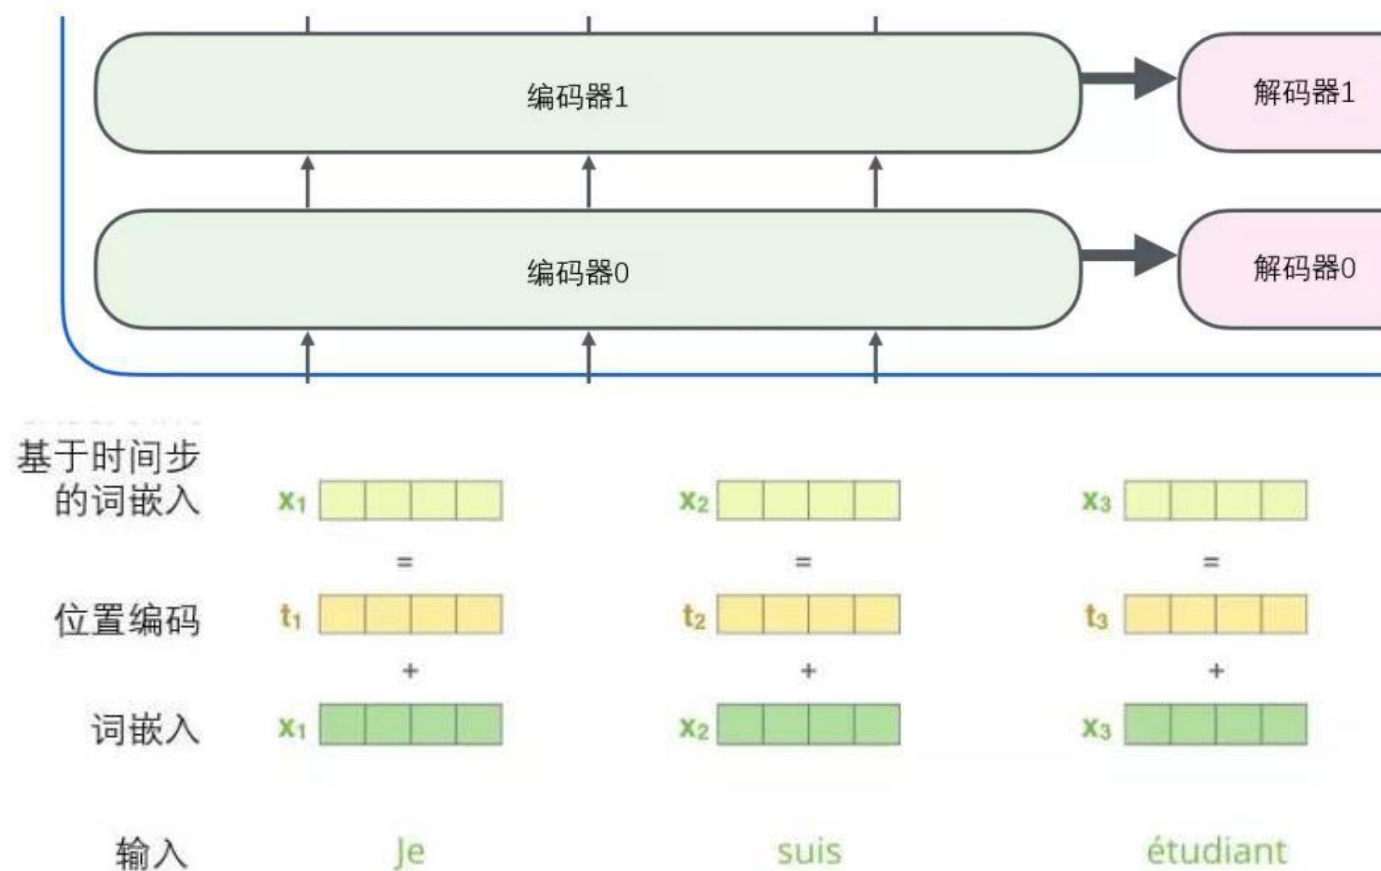 编码器1
解码器1
编码器0
解码器0
基于时间步
的词嵌入
x1
x2
x3
= = =
位置编码
t1
t2
t3
+ + +
词嵌入
x1
x2
x3
输入
Je
suis
étudiant